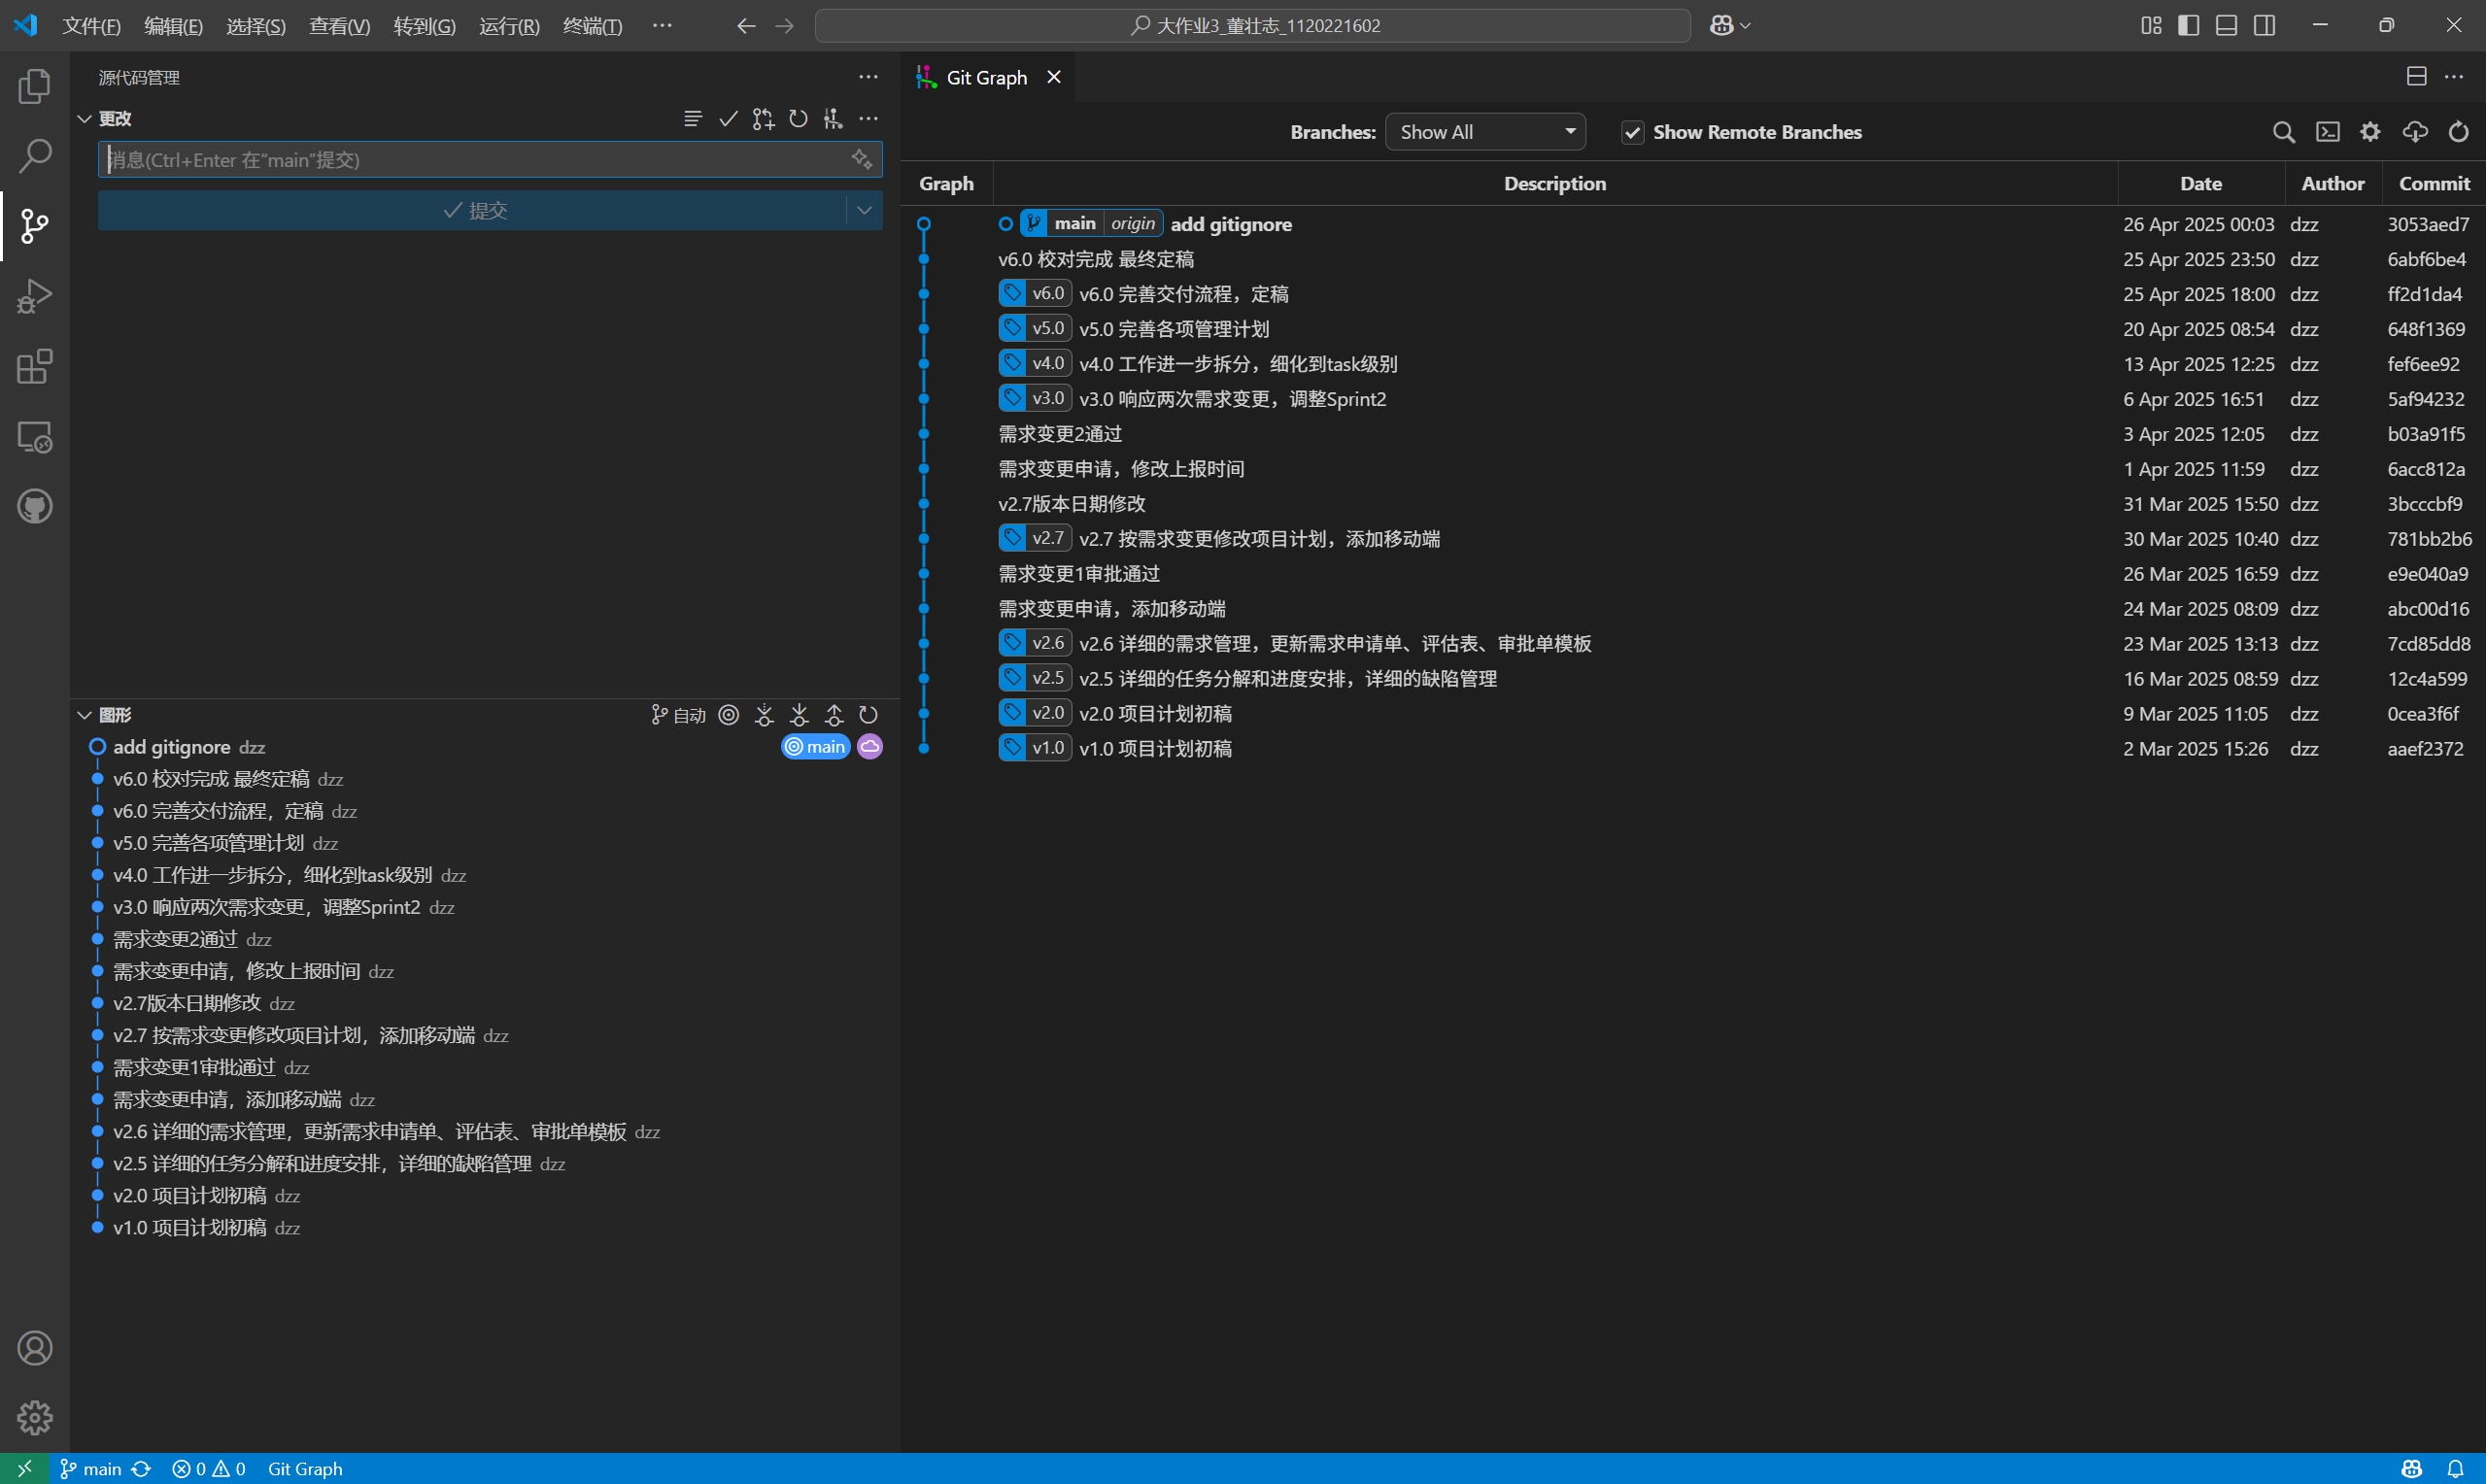 文件(F) 编辑(E) 选择(S) 查看(V) 转到(G) 运行(R) 终端(T) ··· 大作业3_董壮志_1120221602
源代码管理
更改
消息(Ctrl+Enter 在“main”提交)
提交
图形
自动
add gitignore dzz main
v6.0 校对完成 最终定稿 dzz
v6.0 完善交付流程，定稿 dzz
v5.0 完善各项管理计划 dzz
v4.0 工作进一步拆分，细化到task级别 dzz
v3.0 响应两次需求变更，调整Sprint2 dzz
需求变更2通过 dzz
需求变更申请，修改上报时间 dzz
v2.7版本日期修改 dzz
v2.7 按需求变更修改项目计划，添加移动端 dzz
需求变更1审批通过 dzz
需求变更申请，添加移动端 dzz
v2.6 详细的需求管理，更新需求申请单、评估表、审批单模板 dzz
v2.5 详细的任务分解和进度安排，详细的缺陷管理 dzz
v2.0 项目计划初稿 dzz
v1.0 项目计划初稿 dzz
Git Graph
Branches: Show All Show Remote Branches
Graph Description Date Author Commit
main origin add gitignore 26 Apr 2025 00:03 dzz 3053aed7
v6.0 校对完成 最终定稿 25 Apr 2025 23:50 dzz 6abf6be4
v6.0 v6.0 完善交付流程，定稿 25 Apr 2025 18:00 dzz ff2d1da4
v5.0 v5.0 完善各项管理计划 20 Apr 2025 08:54 dzz 648f1369
v4.0 v4.0 工作进一步拆分，细化到task级别 13 Apr 2025 12:25 dzz fef6ee92
v3.0 v3.0 响应两次需求变更，调整Sprint2 6 Apr 2025 16:51 dzz 5af94232
需求变更2通过 3 Apr 2025 12:05 dzz b03a91f5
需求变更申请，修改上报时间 1 Apr 2025 11:59 dzz 6acc812a
v2.7版本日期修改 31 Mar 2025 15:50 dzz 3bcccbf9
v2.7 v2.7 按需求变更修改项目计划，添加移动端 30 Mar 2025 10:40 dzz 781bb2b6
需求变更1审批通过 26 Mar 2025 16:59 dzz e9e040a9
需求变更申请，添加移动端 24 Mar 2025 08:09 dzz abc00d16
v2.6 v2.6 详细的需求管理，更新需求申请单、评估表、审批单模板 23 Mar 2025 13:13 dzz 7cd85dd8
v2.5 v2.5 详细的任务分解和进度安排，详细的缺陷管理 16 Mar 2025 08:59 dzz 12c4a599
v2.0 v2.0 项目计划初稿 9 Mar 2025 11:05 dzz 0cea3f6f
v1.0 v1.0 项目计划初稿 2 Mar 2025 15:26 dzz aaef2372
main 0 0 Git Graph